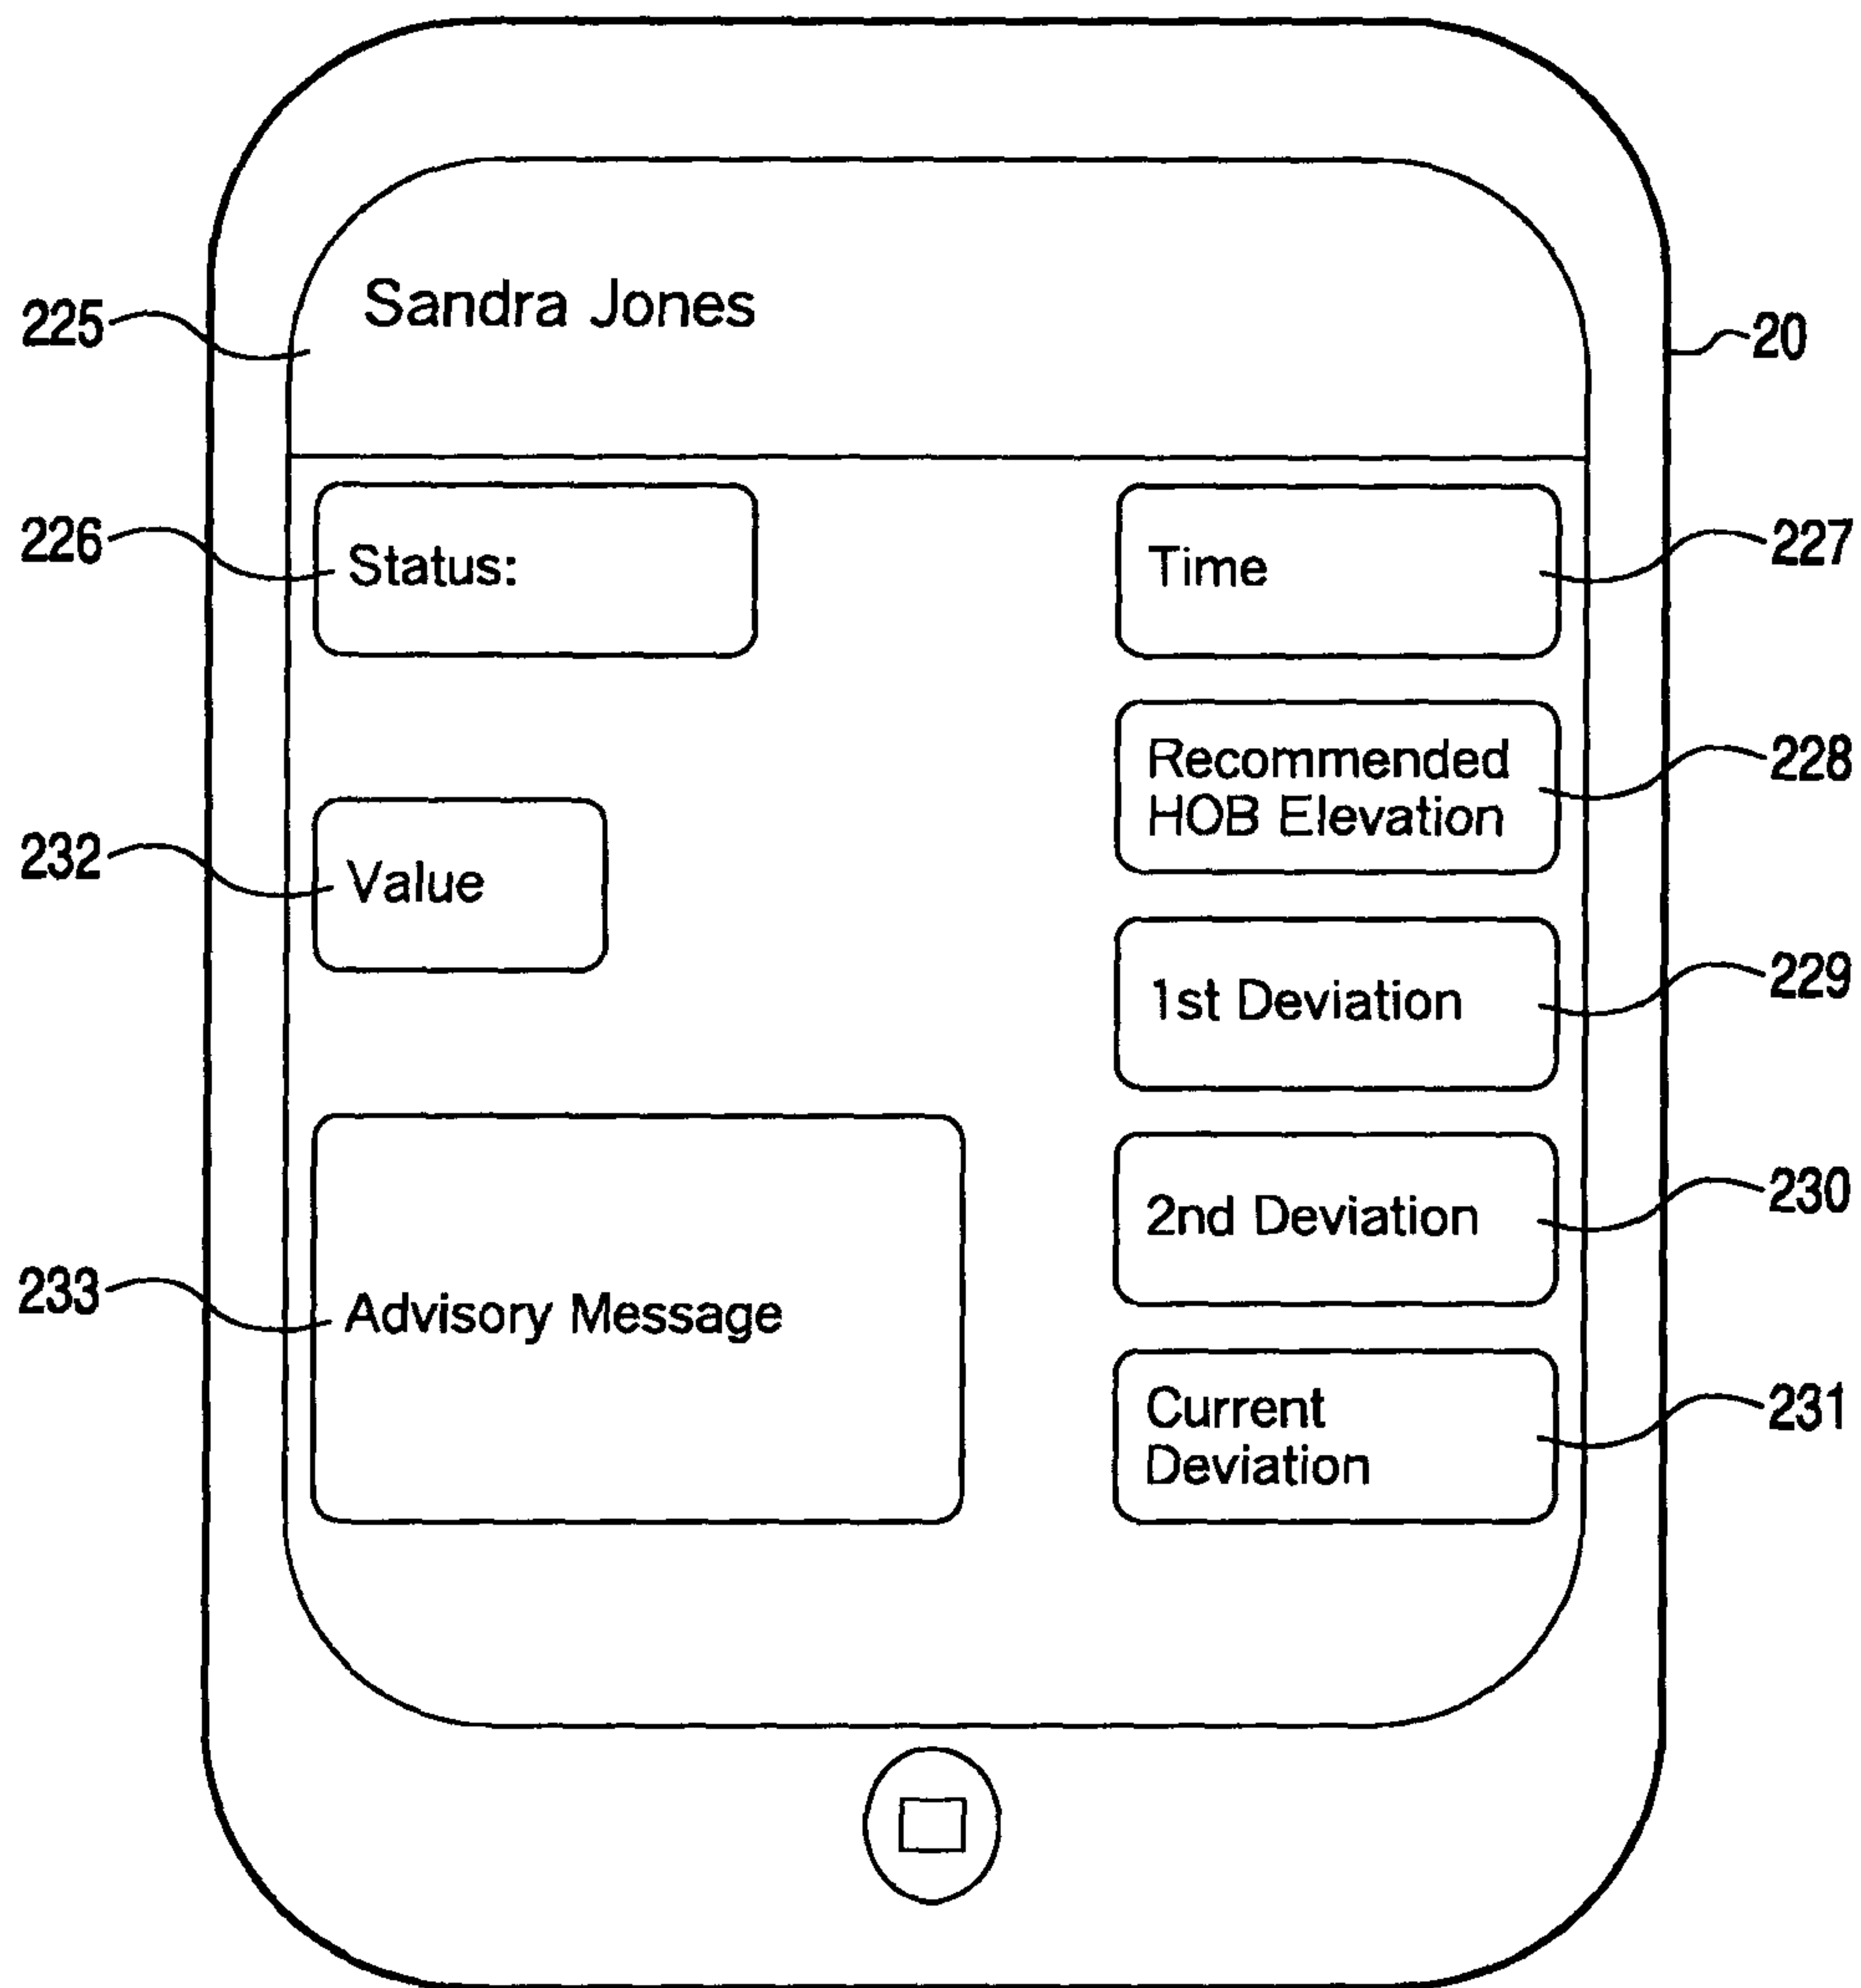 Sandra Jones
225
20
226
Status:
Time
227
Recommended
HOB Elevation
228
232
Value
1st Deviation
229
2nd Deviation
230
233
Advisory Message
Current
Deviation
231